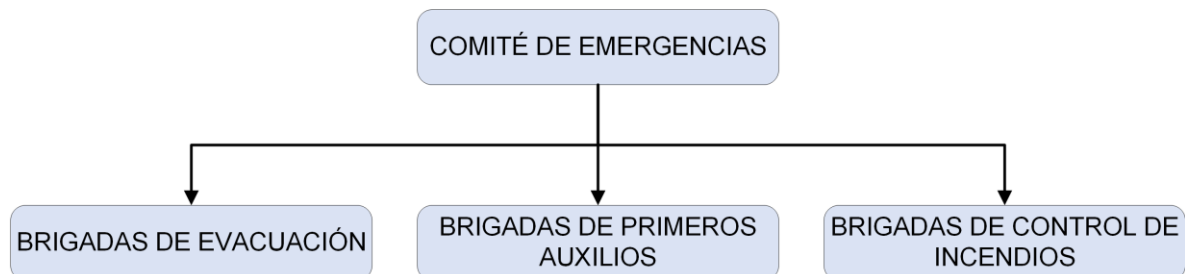 COMITÉ DE EMERGENCIAS
BRIGADAS DE EVACUACIÓN
BRIGADAS DE PRIMEROS
AUXILIOS
BRIGADAS DE CONTROL DE
INCENDIOS